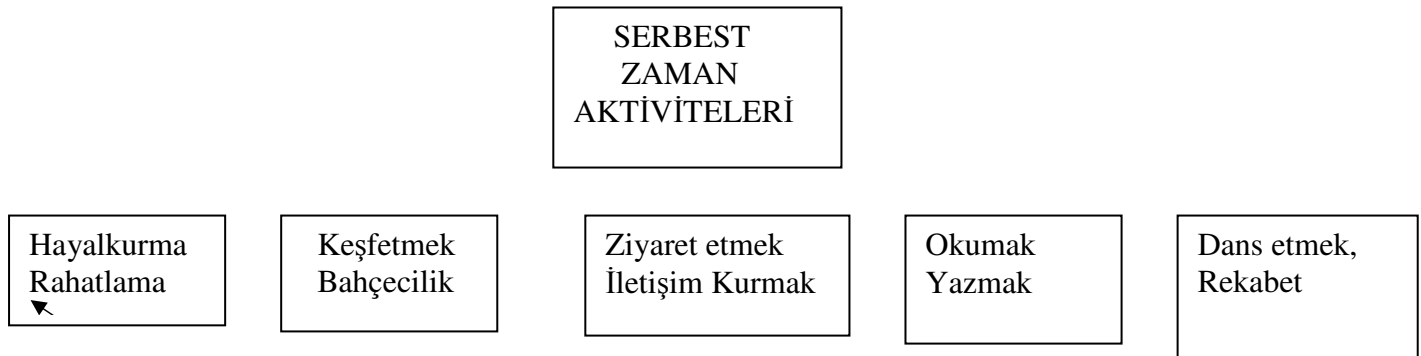 SERBEST
ZAMAN
AKTİVİTELERİ
Hayalkurma
Rahatlama
Keşfetmek
Bahçecilik
Ziyaret etmek
İletişim Kurmak
Okumak
Yazmak
Dans etmek,
Rekabet